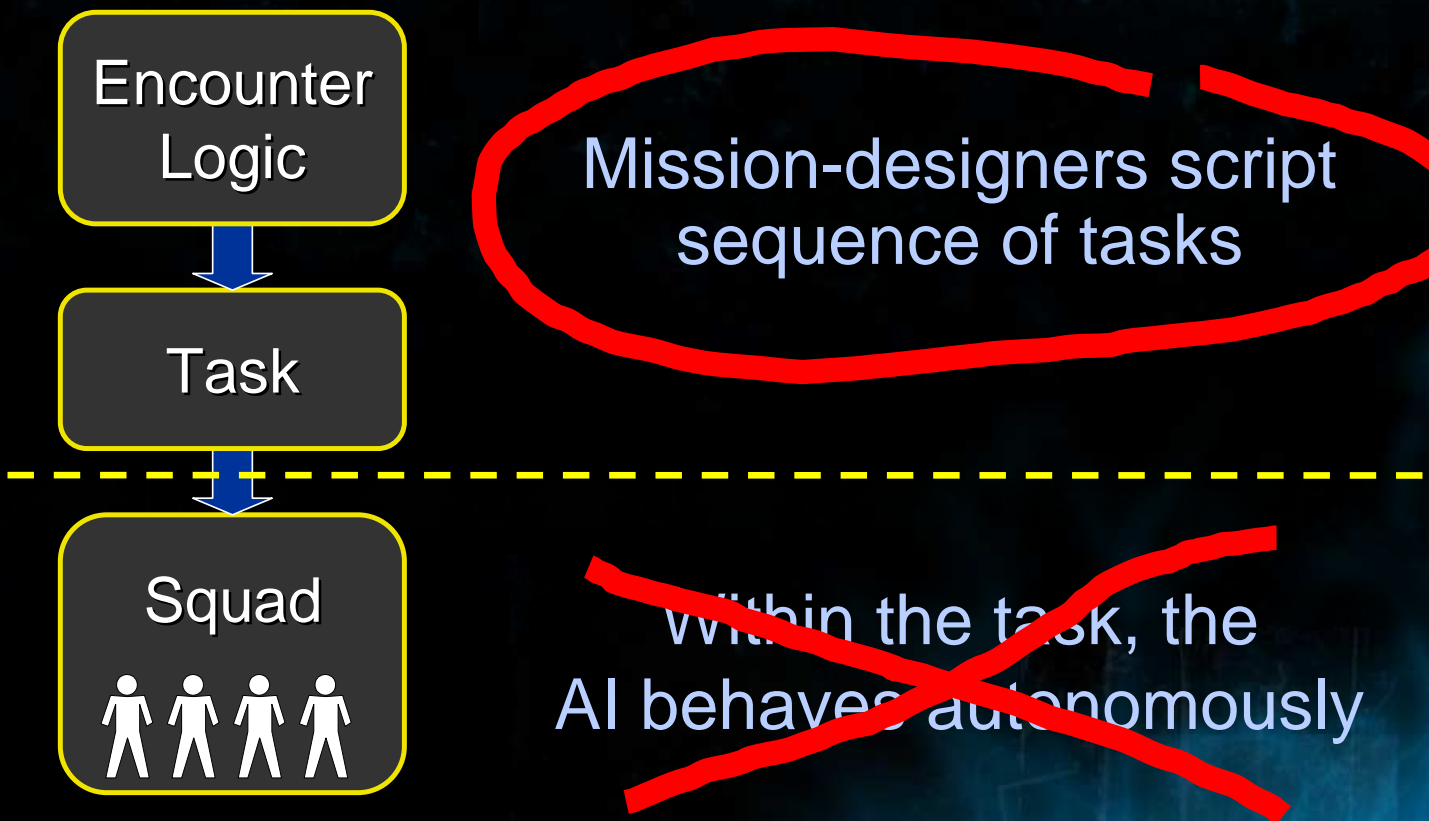 Encounter
Logic
Mission-designers script
sequence of tasks
Task
Squad
Within the task, the
AI behaves autonomously